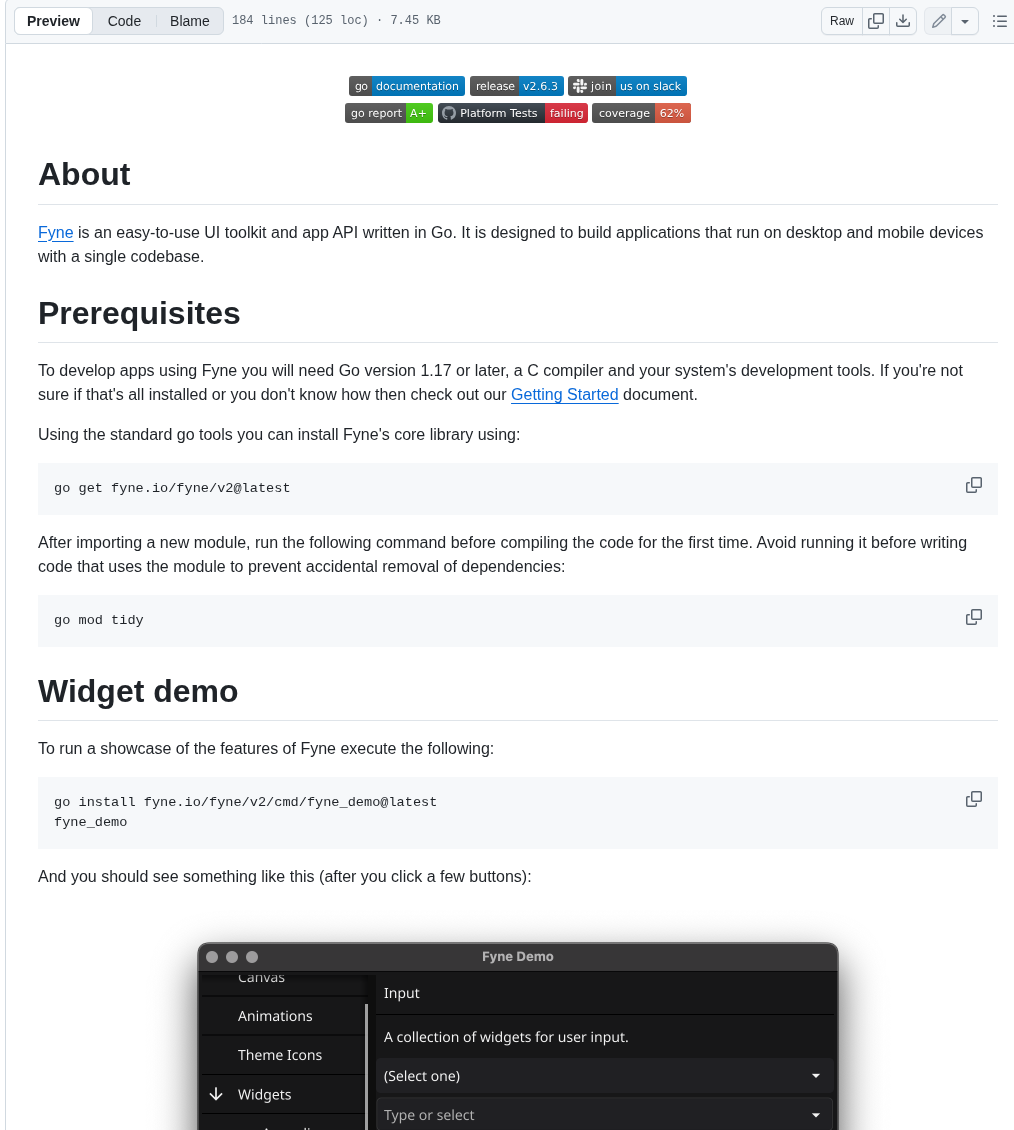 Preview Code Blame 184 lines (125 loc) · 7.45 KB Raw
go documentation release v2.6.3 join us on slack
go report A+ Platform Tests failing coverage 62%
About
Fyne is an easy-to-use UI toolkit and app API written in Go. It is designed to build applications that run on desktop and mobile devices
with a single codebase.
Prerequisites
To develop apps using Fyne you will need Go version 1.17 or later, a C compiler and your system's development tools. If you're not
sure if that's all installed or you don't know how then check out our Getting Started document.
Using the standard go tools you can install Fyne's core library using:
go get fyne.io/fyne/v2@latest
After importing a new module, run the following command before compiling the code for the first time. Avoid running it before writing
code that uses the module to prevent accidental removal of dependencies:
go mod tidy
Widget demo
To run a showcase of the features of Fyne execute the following:
go install fyne.io/fyne/v2/cmd/fyne_demo@latest
fyne_demo
And you should see something like this (after you click a few buttons):
Fyne Demo
Canvas
Input
Animations
A collection of widgets for user input.
Theme Icons
(Select one)
Widgets
Type or select